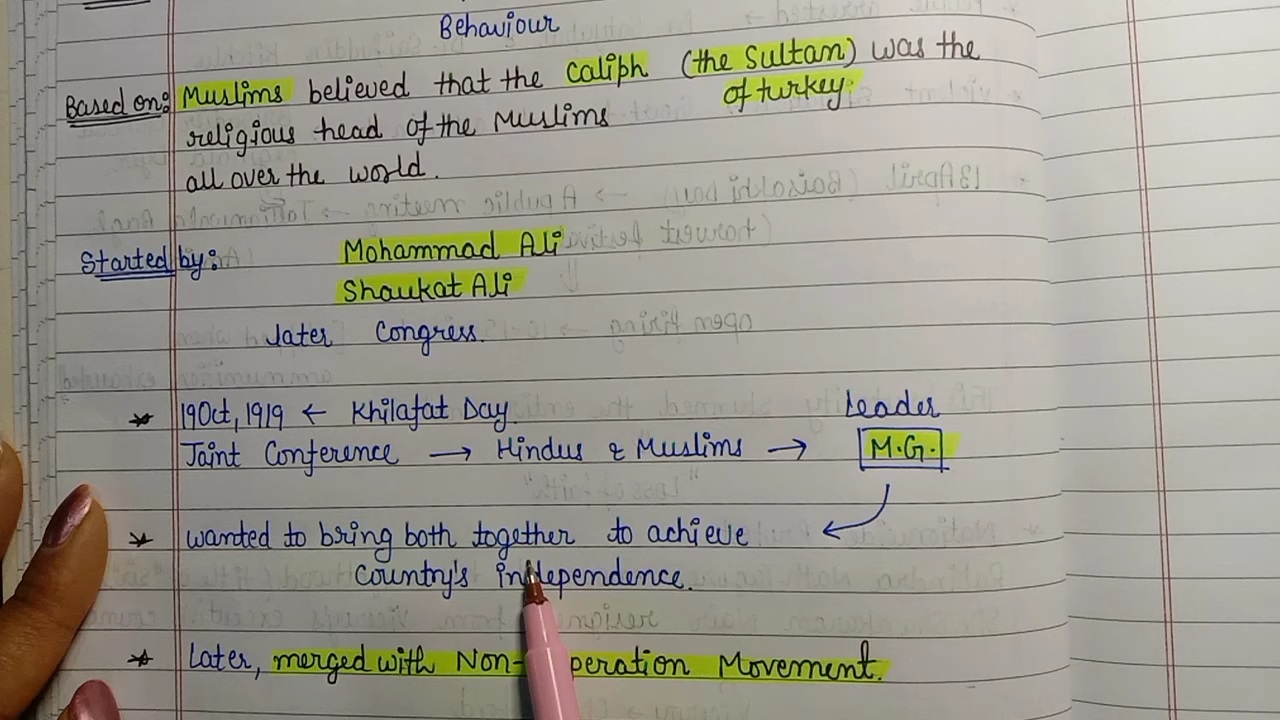 Behaviour
Based on: Muslims believed that the Caliph (the Sultan) was the
of turkey.
religious head of the Muslims
all over the world.
Started by: Mohammad Ali
Shaukat Ali
later Congress.
19 Oct, 1919 ← Khilafat Day.
Leader
Joint Conference → Hindus & Muslims → M.G.
wanted to bring both together to achieve
Country's independence.
Later, merged with Non- peration Movement.